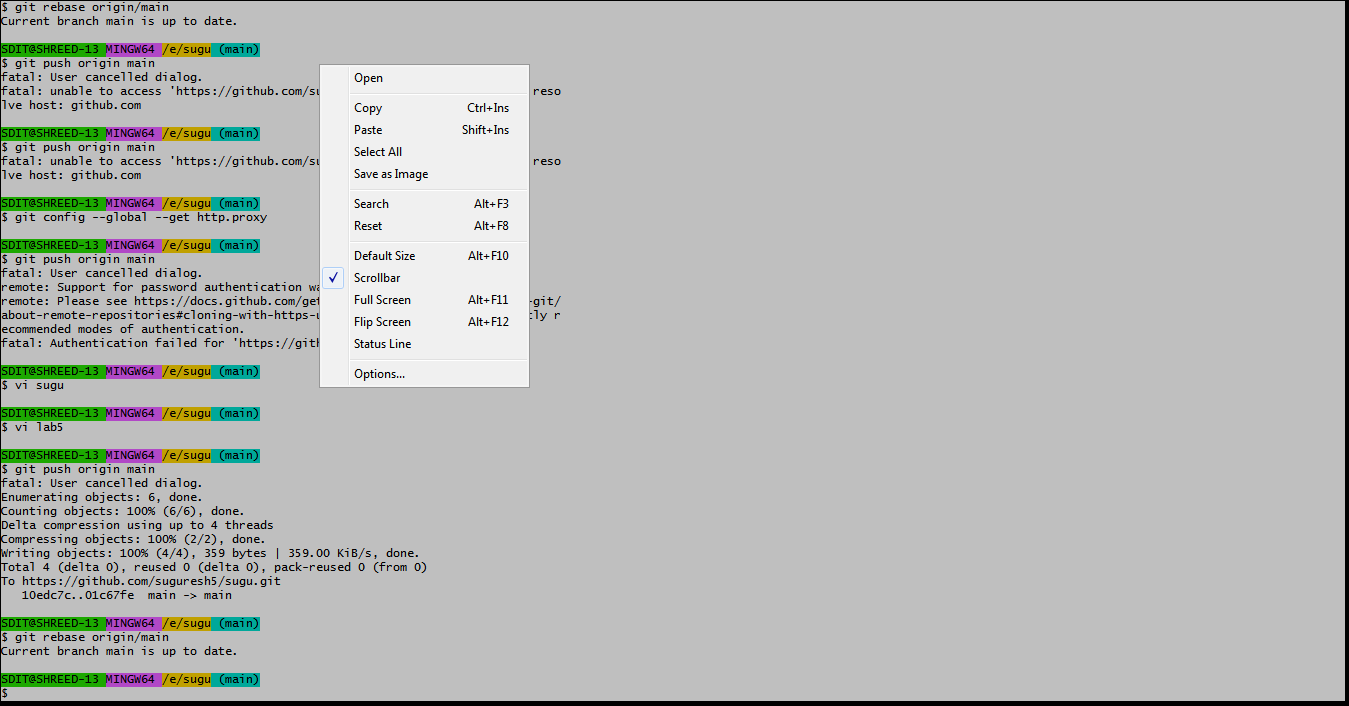 $ git rebase origin/main
Current branch main is up to date.
SDIT@SHREED-13 MINGW64 /e/sugu (main)
$ git push origin main
fatal: User cancelled dialog.
fatal: unable to access 'https://github.com/su reso
lve host: github.com
SDIT@SHREED-13 MINGW64 /e/sugu (main)
$ git push origin main
fatal: unable to access 'https://github.com/su reso
lve host: github.com
SDIT@SHREED-13 MINGW64 /e/sugu (main)
$ git config --global --get http.proxy
SDIT@SHREED-13 MINGW64 /e/sugu (main)
$ git push origin main
fatal: User cancelled dialog.
remote: Support for password authentication wa
remote: Please see https://docs.github.com/get -git/
about-remote-repositories#cloning-with-https-u tly r
ecommended modes of authentication.
fatal: Authentication failed for 'https://gith
SDIT@SHREED-13 MINGW64 /e/sugu (main)
$ vi sugu
SDIT@SHREED-13 MINGW64 /e/sugu (main)
$ vi lab5
SDIT@SHREED-13 MINGW64 /e/sugu (main)
$ git push origin main
fatal: User cancelled dialog.
Enumerating objects: 6, done.
Counting objects: 100% (6/6), done.
Delta compression using up to 4 threads
Compressing objects: 100% (2/2), done.
Writing objects: 100% (4/4), 359 bytes | 359.00 KiB/s, done.
Total 4 (delta 0), reused 0 (delta 0), pack-reused 0 (from 0)
To https://github.com/suguresh5/sugu.git
10edc7c..01c67fe main -> main
SDIT@SHREED-13 MINGW64 /e/sugu (main)
$ git rebase origin/main
Current branch main is up to date.
SDIT@SHREED-13 MINGW64 /e/sugu (main)
$
Open
Copy Ctrl+Ins
Paste Shift+Ins
Select All
Save as Image
Search Alt+F3
Reset Alt+F8
Default Size Alt+F10
Scrollbar
Full Screen Alt+F11
Flip Screen Alt+F12
Status Line
Options...